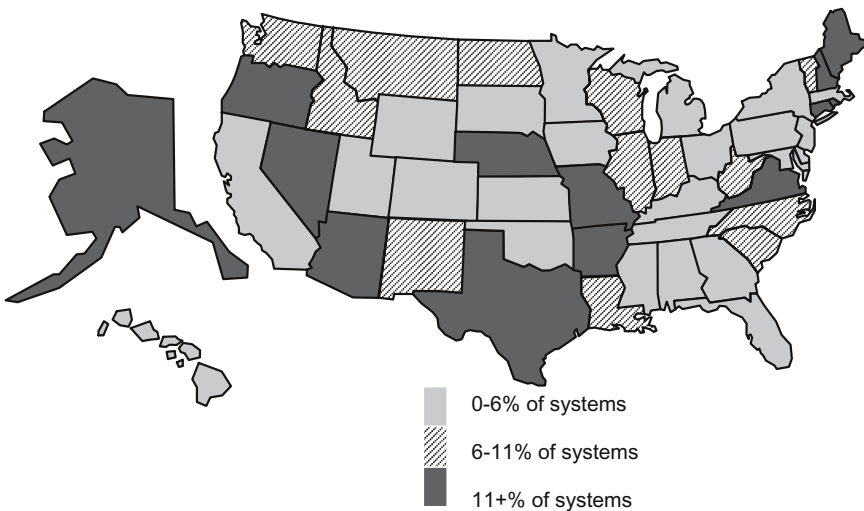 0-6% of systems
6-11% of systems
11+% of systems